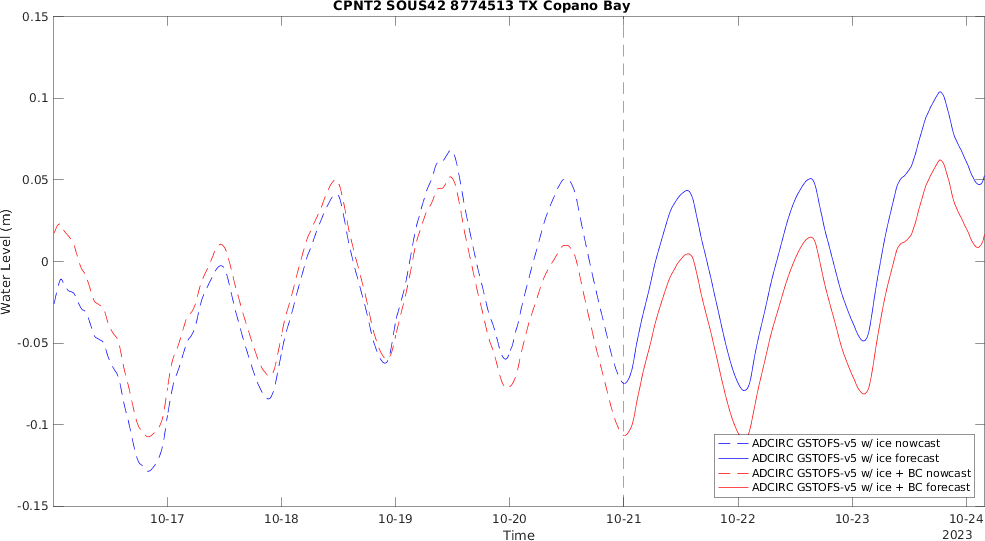 CPNT2 SOUS42 8774513 TX Copano Bay
0.15
0.1
0.05
0
-0.05
-0.1
-0.15
Water Level (m)
10-17 10-18 10-19 10-20 10-21 10-22 10-23 10-24
2023
Time
ADCIRC GSTOFS-v5 w/ ice nowcast
ADCIRC GSTOFS-v5 w/ ice forecast
ADCIRC GSTOFS-v5 w/ ice + BC nowcast
ADCIRC GSTOFS-v5 w/ ice + BC forecast